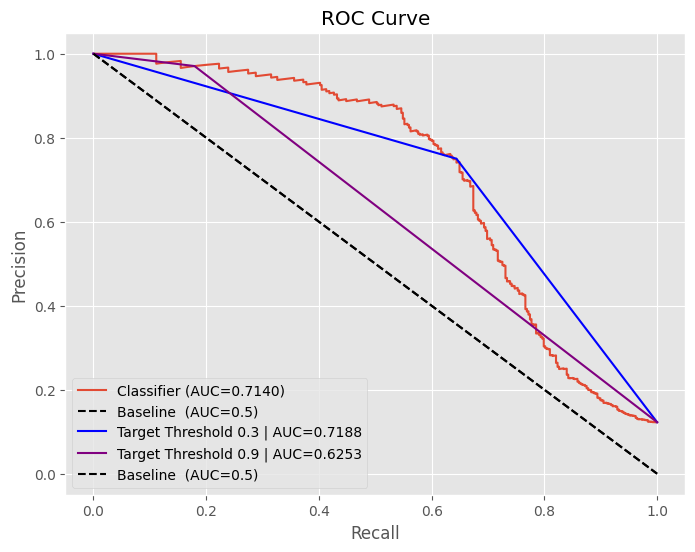 ROC Curve
Precision
1.0
0.8
0.6
0.4
0.2
0.0
Classifier (AUC=0.7140)
Baseline  (AUC=0.5)
Target Threshold 0.3 | AUC=0.7188
Target Threshold 0.9 | AUC=0.6253
Baseline  (AUC=0.5)
0.0 0.2 0.4 0.6 0.8 1.0
Recall